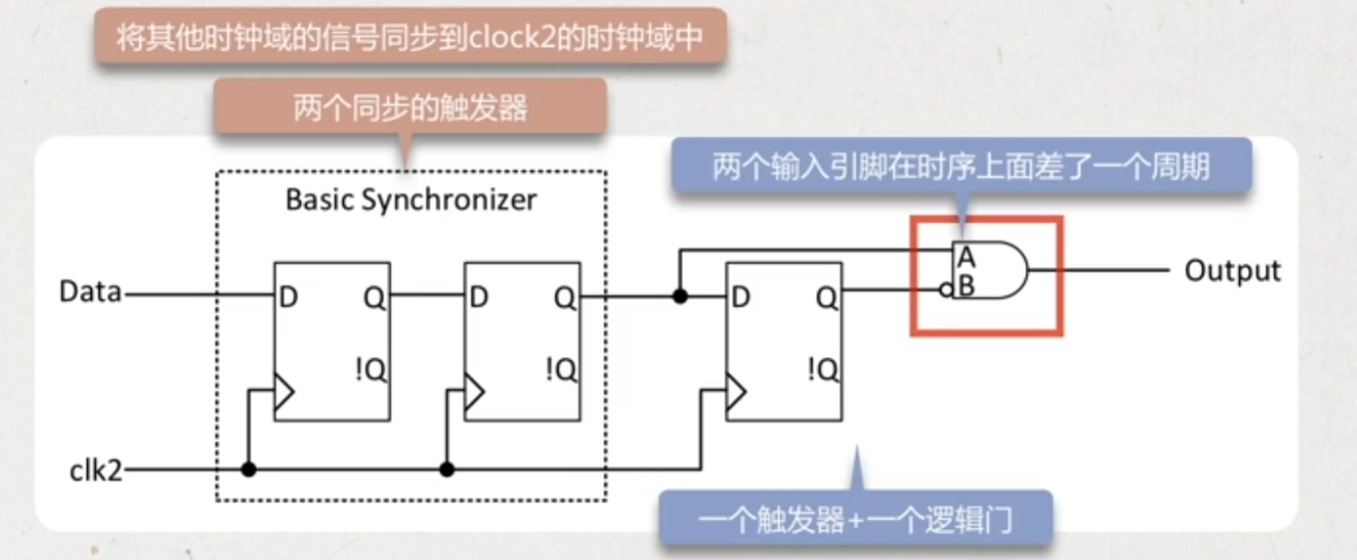 将其他时钟域的信号同步到clock2的时钟域中
两个同步的触发器
两个输入引脚在时序上面差了一个周期
Basic Synchronizer
A
B
Output
Data
D
Q
!Q
D
Q
!Q
D
Q
!Q
clk2
一个触发器+一个逻辑门